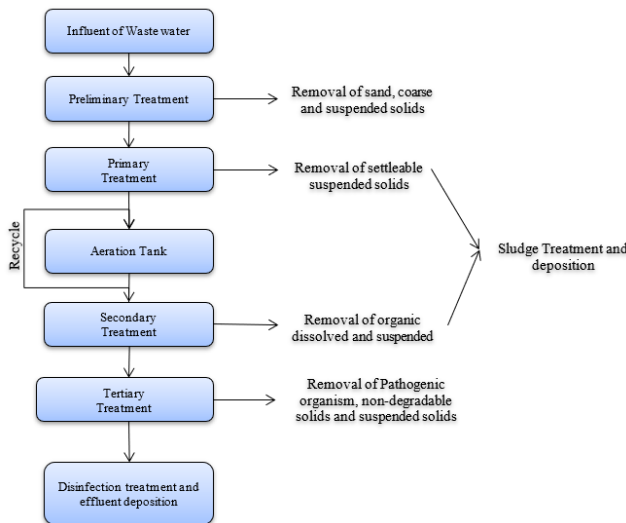 Influent of Waste water
Preliminary Treatment
Removal of sand, coarse
and suspended solids
Primary
Treatment
Removal of settleable
suspended solids
Recycle
Aeration Tank
Sludge Treatment and
deposition
Secondary
Treatment
Removal of organic
dissolved and suspended
Tertiary
Treatment
Removal of Pathogenic
organism, non-degradable
solids and suspended solids
Disinfection treatment and
effluent deposition